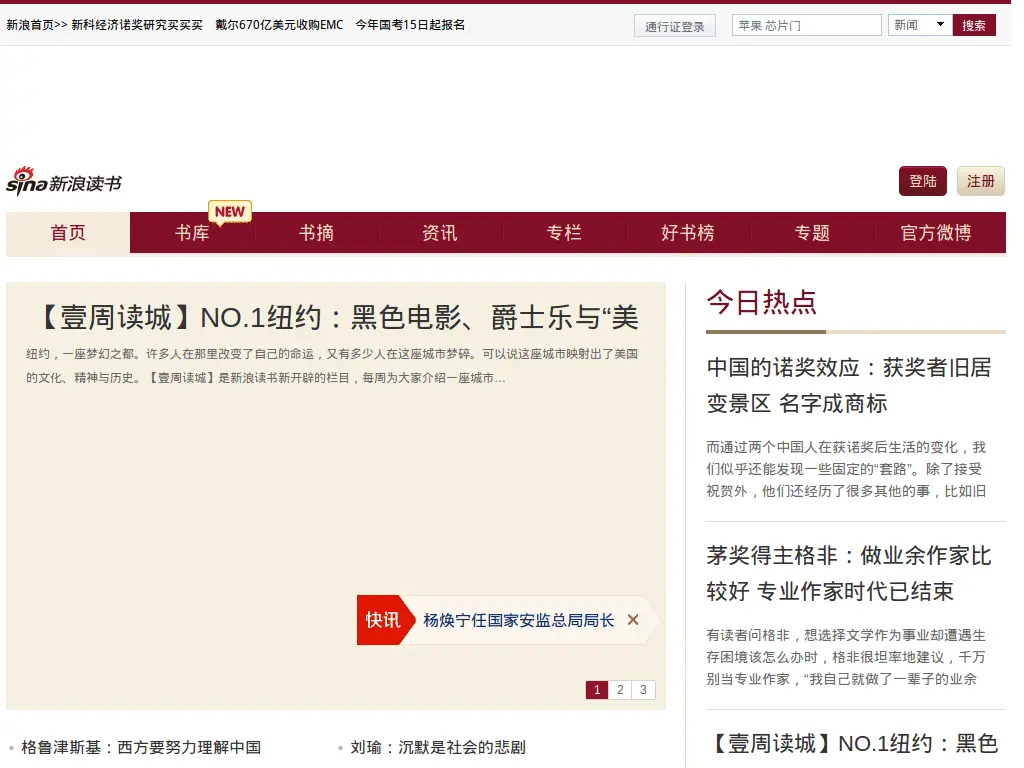 新浪首页>> 新科经济诺奖研究买买买 戴尔670亿美元收购EMC 今年国考15日起报名
通行证登录 苹果 芯片门 新闻 搜索
sina新浪读书
登陆 注册
NEW
首页 书库 书摘 资讯 专栏 好书榜 专题 官方微博
【壹周读城】NO.1纽约：黑色电影、爵士乐与“美
纽约，一座梦幻之都。许多人在那里改变了自己的命运，又有多少人在这座城市梦碎。可以说这座城市映射出了美国
的文化、精神与历史。【壹周读城】是新浪读书新开辟的栏目，每周为大家介绍一座城市...
快讯 杨焕宁任国家安监总局局长 ×
1 2 3
格鲁津斯基：西方要努力理解中国
刘瑜：沉默是社会的悲剧
今日热点
中国的诺奖效应：获奖者旧居
变景区 名字成商标
而通过两个中国人在获诺奖后生活的变化，我
们似乎还能发现一些固定的“套路”。除了接受
祝贺外，他们还经历了很多其他的事，比如旧
茅奖得主格非：做业余作家比
较好 专业作家时代已结束
有读者问格非，想选择文学作为事业却遭遇生
存困境该怎么办时，格非很坦率地建议，千万
别当专业作家，“我自己就做了一辈子的业余
【壹周读城】NO.1纽约：黑色